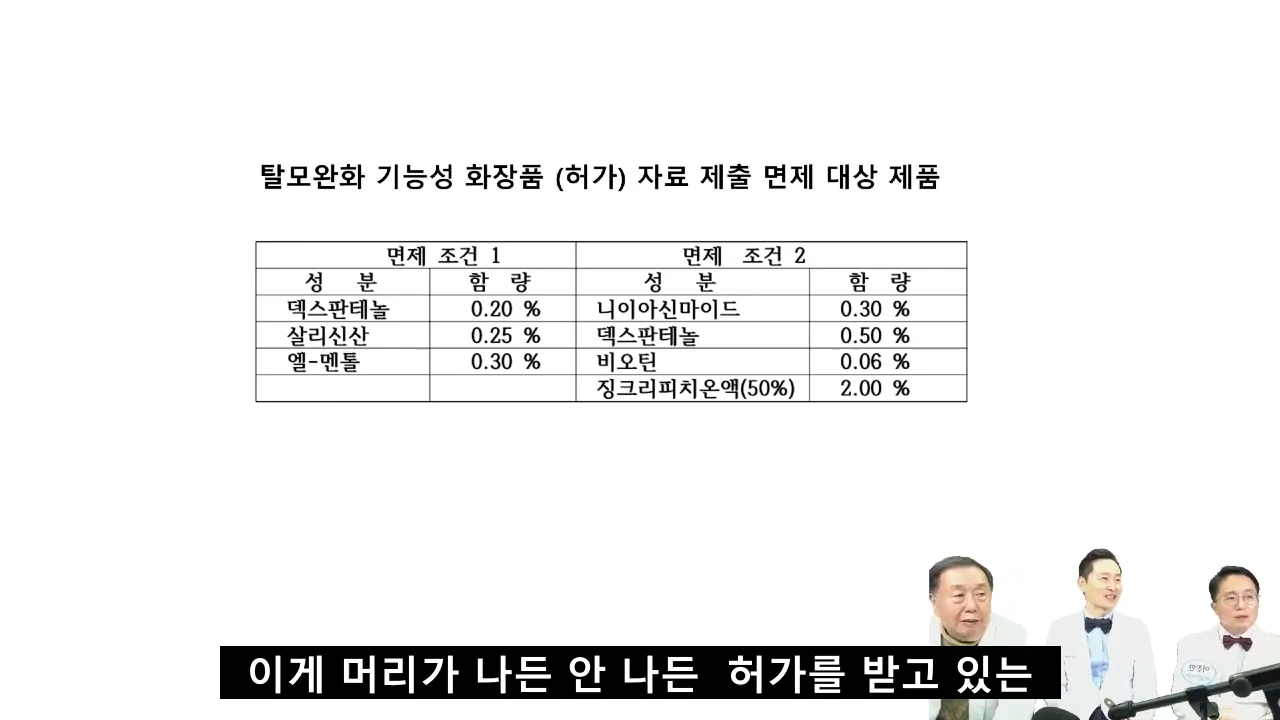 탈모완화 기능성 화장품 (허가) 자료 제출 면제 대상 제품
면제 조건 1 면제 조건 2
성 분 함 량 성 분 함 량
덱스판테놀 0.20 % 니이아신마이드 0.30 %
살리신산 0.25 % 덱스판테놀 0.50 %
엘-멘톨 0.30 % 비오틴 0.06 %
징크리피치온액(50%) 2.00 %
이게 머리가 나든 안 나든 허가를 받고 있는